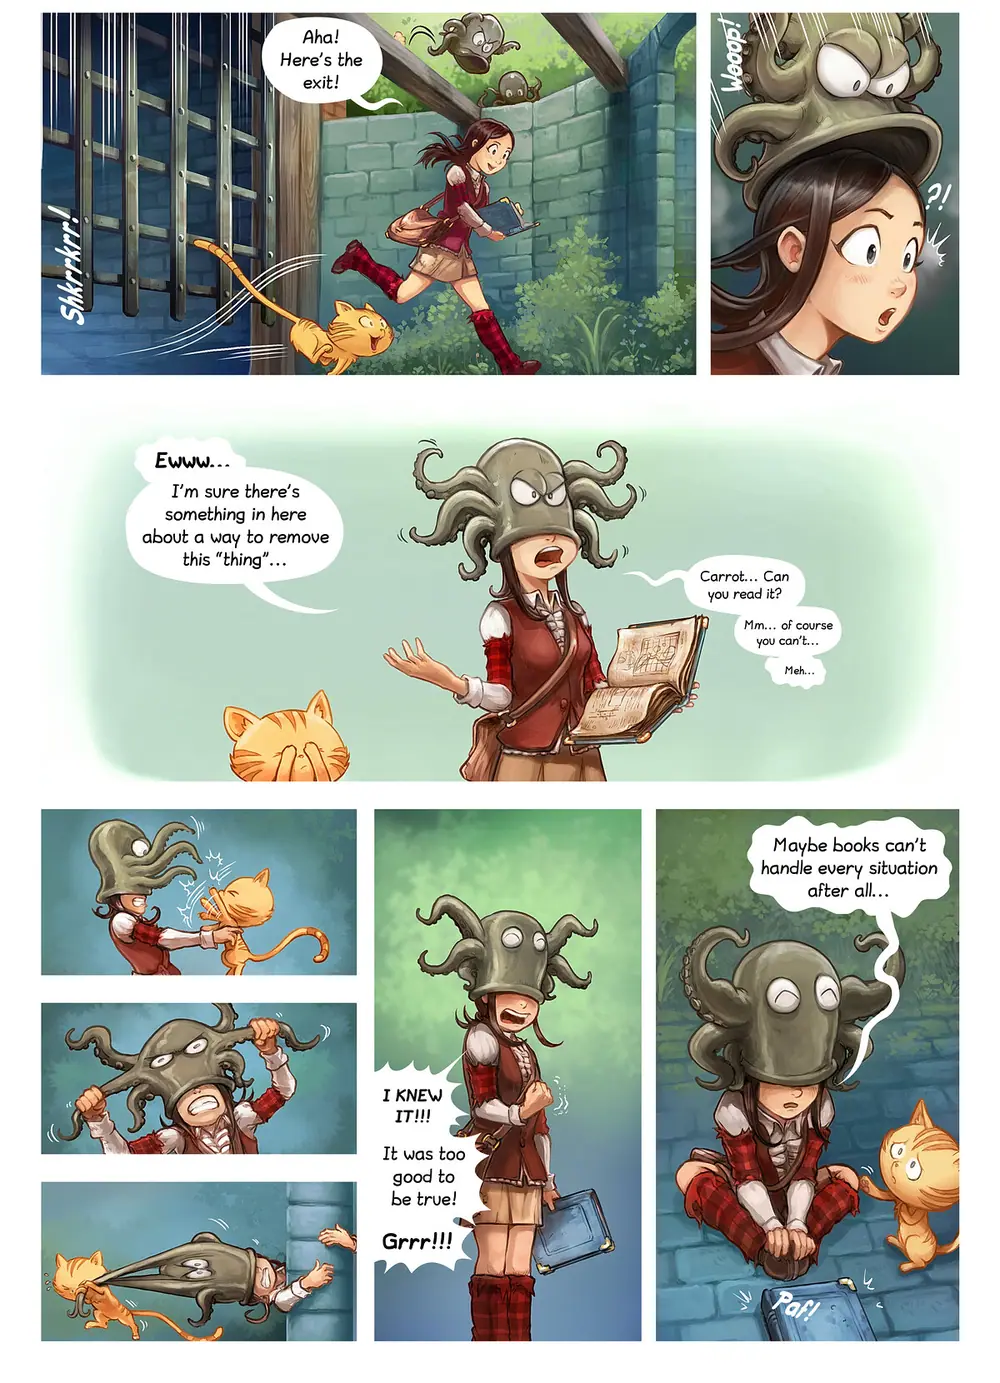 Aha!
Here's the
exit!
Shkrrkrr!
Wooop!
?!
Ewww...
I'm sure there's
something in here
about a way to remove
this "thing"...
Carrot... Can
you read it?
Mm... of course
you can't...
Meh...
I KNEW
IT!!!
It was too
good to
be true!
Grrr!!!
Maybe books can't
handle every situation
after all...
Paf!